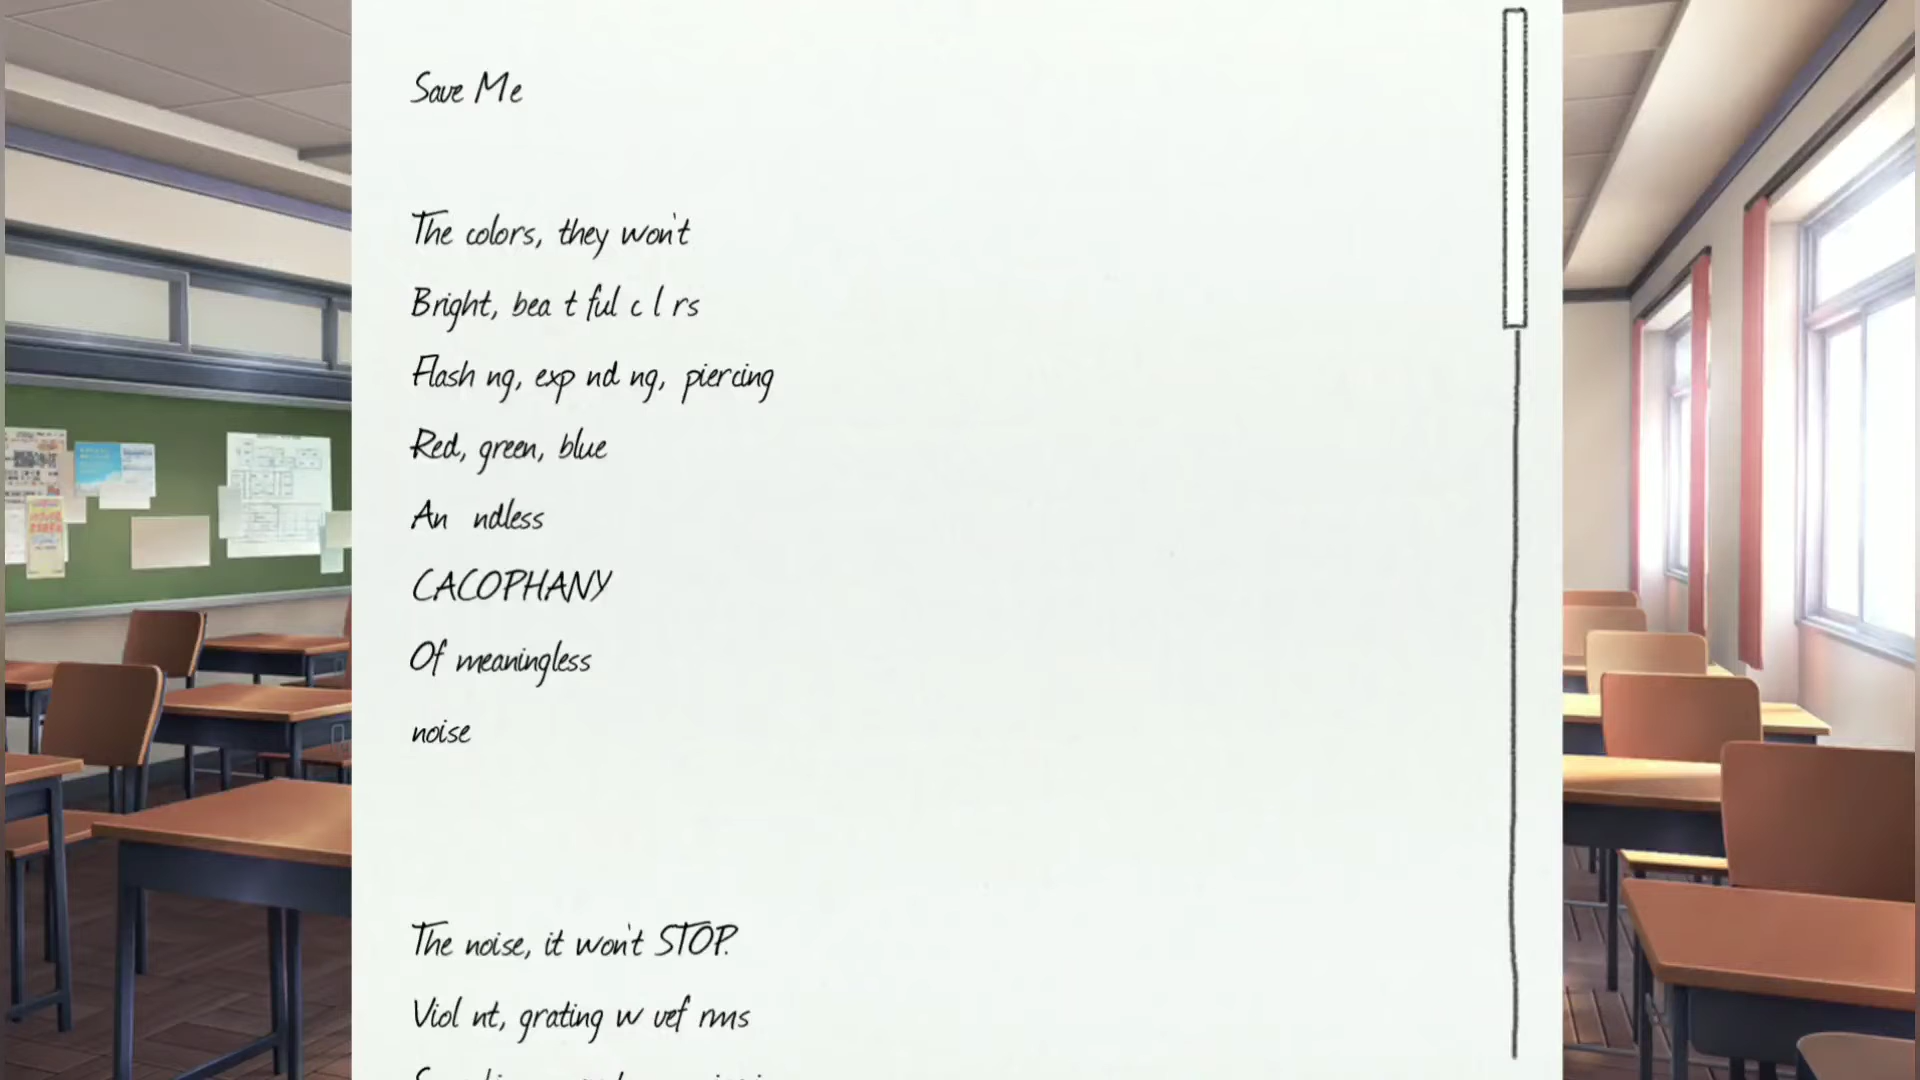 Save Me
The colors, they won't
Bright, bea t ful c l rs
Flash ng, exp nd ng, piercing
Red, green, blue
An ndless
CACOPHANY
Of meaningless
noise
The noise, it won't STOP.
Viol nt, grating w vef rms